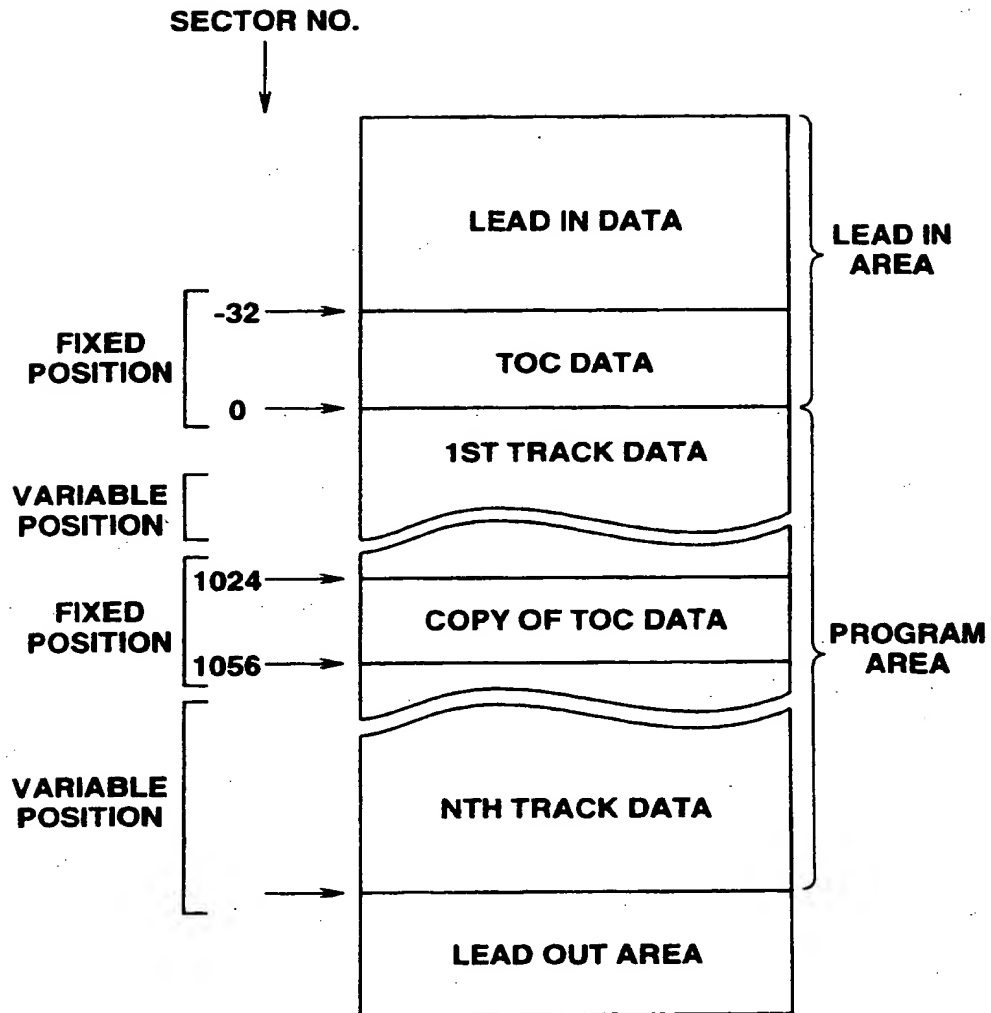 SECTOR NO.
LEAD IN DATA
LEAD IN
AREA
-32
FIXED
POSITION
TOC DATA
0
1ST TRACK DATA
VARIABLE
POSITION
1024
FIXED
POSITION
COPY OF TOC DATA
PROGRAM
AREA
1056
VARIABLE
POSITION
NTH TRACK DATA
LEAD OUT AREA